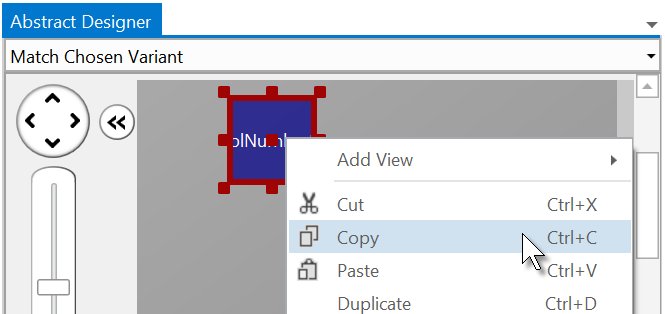 Abstract Designer
Match Chosen Variant
Add View
Cut Ctrl+X
Copy Ctrl+C
Paste Ctrl+V
Duplicate Ctrl+D